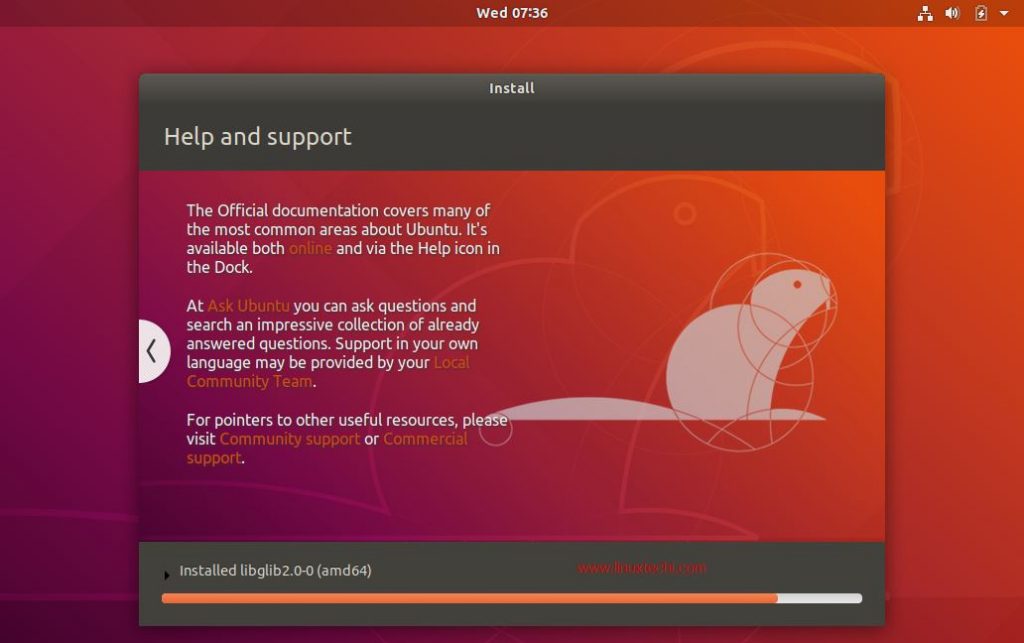 Wed 07:36
Install
Help and support
The Official documentation covers many of
the most common areas about Ubuntu. It's
available both online and via the Help icon in
the Dock.
At Ask Ubuntu you can ask questions and
search an impressive collection of already
answered questions. Support in your own
language may be provided by your Local
Community Team.
For pointers to other useful resources, please
visit Community support or Commercial
support.
Installed libglib2.0-0 (amd64)
www.linuxtechi.com